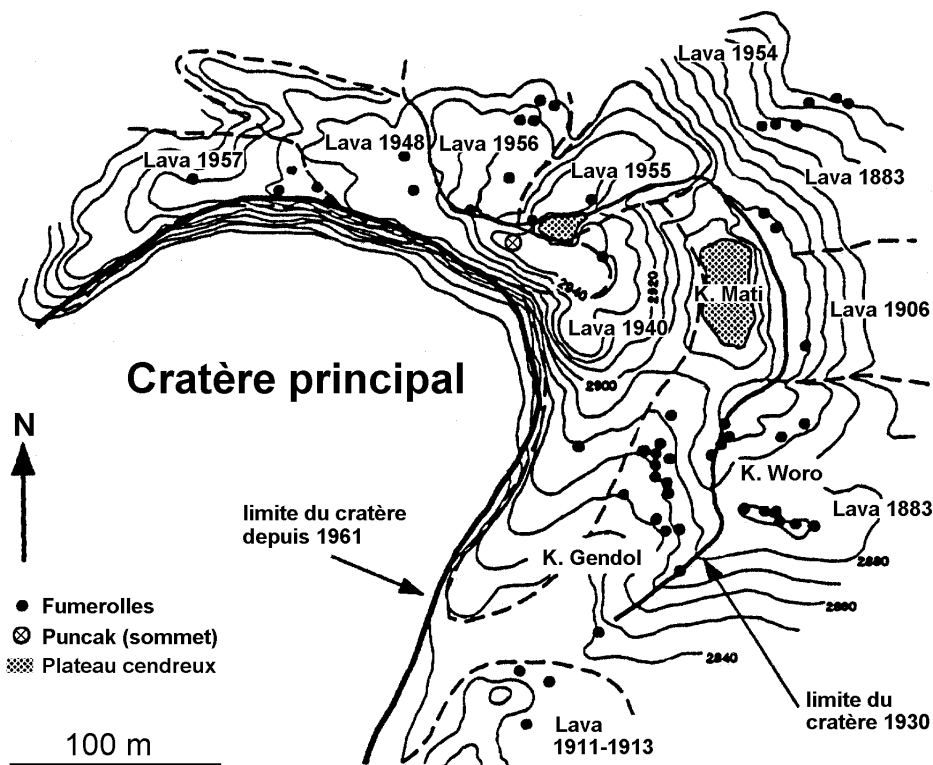 Lava 1954
Lava 1948
Lava 1956
Lava 1957
Lava 1955
Lava 1883
2940
2920
K. Mati
Lava 1906
Lava 1940
Cratère principal
2900
N
K. Woro
limite du cratère
depuis 1961
Lava 1883
K. Gendol
2880
Fumerolles
2860
Puncak (sommet)
2840
Plateau cendreux
limite du
cratère 1930
Lava
1911-1913
100 m